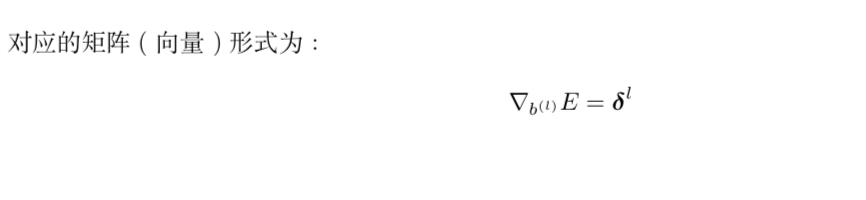 对应的矩阵（向量）形式为：
∇_{b^{(l)}} E = δ^l